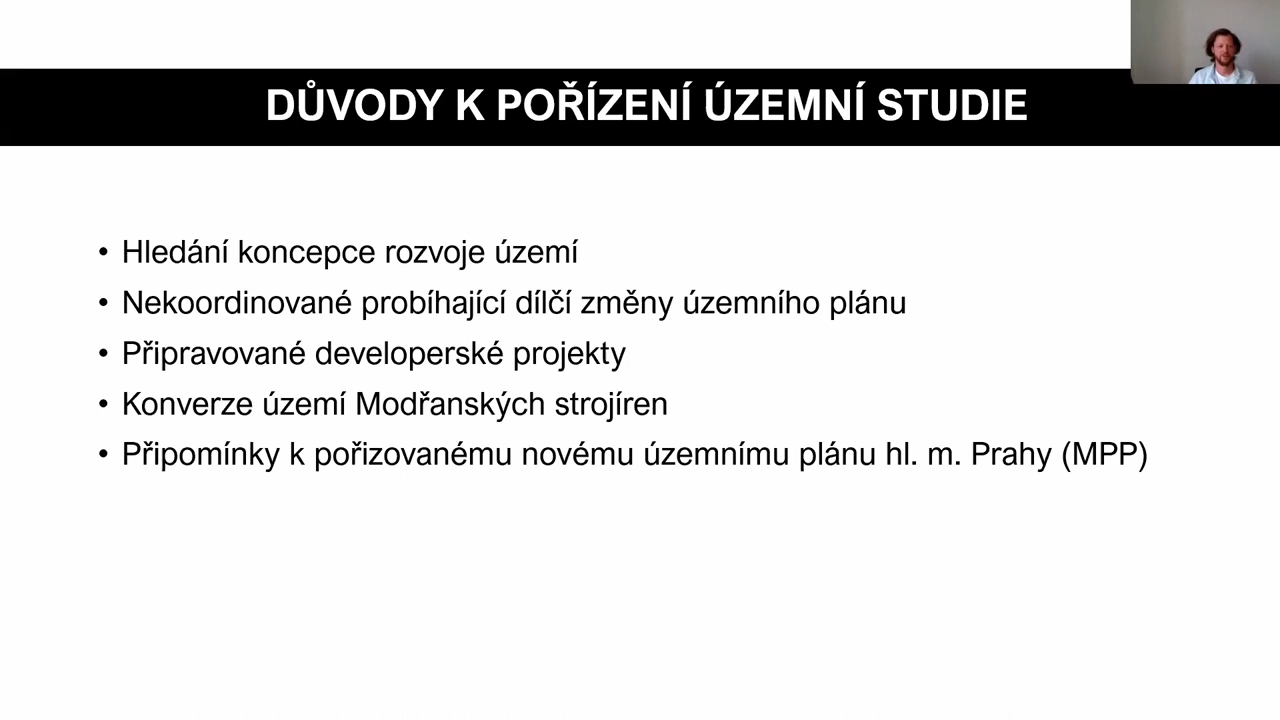 DŮVODY K POŘÍZENÍ ÚZEMNÍ STUDIE
• Hledání koncepce rozvoje území
• Nekoordinované probíhající dílčí změny územního plánu
• Připravované developerské projekty
• Konverze území Modřanských strojíren
• Připomínky k pořizovanému novému územnímu plánu hl. m. Prahy (MPP)